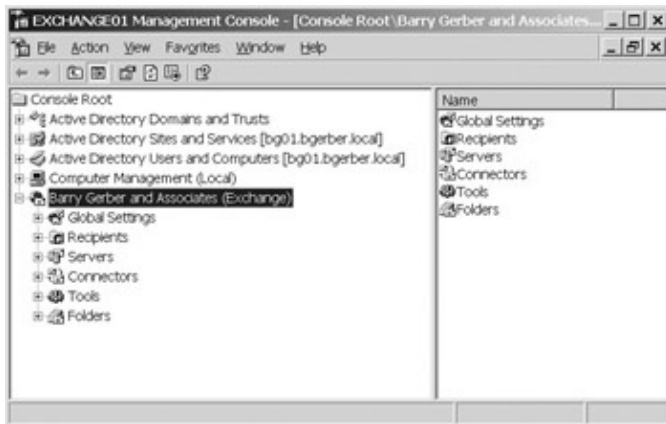 EXCHANGE01 Management Console - [Console Root\Barry Gerber and Associates...
File Action View Favorites Window Help
Console Root
Active Directory Domains and Trusts
Active Directory Sites and Services [bg01.bgerber.local]
Active Directory Users and Computers [bg01.bgerber.local]
Computer Management (Local)
Barry Gerber and Associates (Exchange)
Global Settings
Recipients
Servers
Connectors
Tools
Folders
Name
Global Settings
Recipients
Servers
Connectors
Tools
Folders